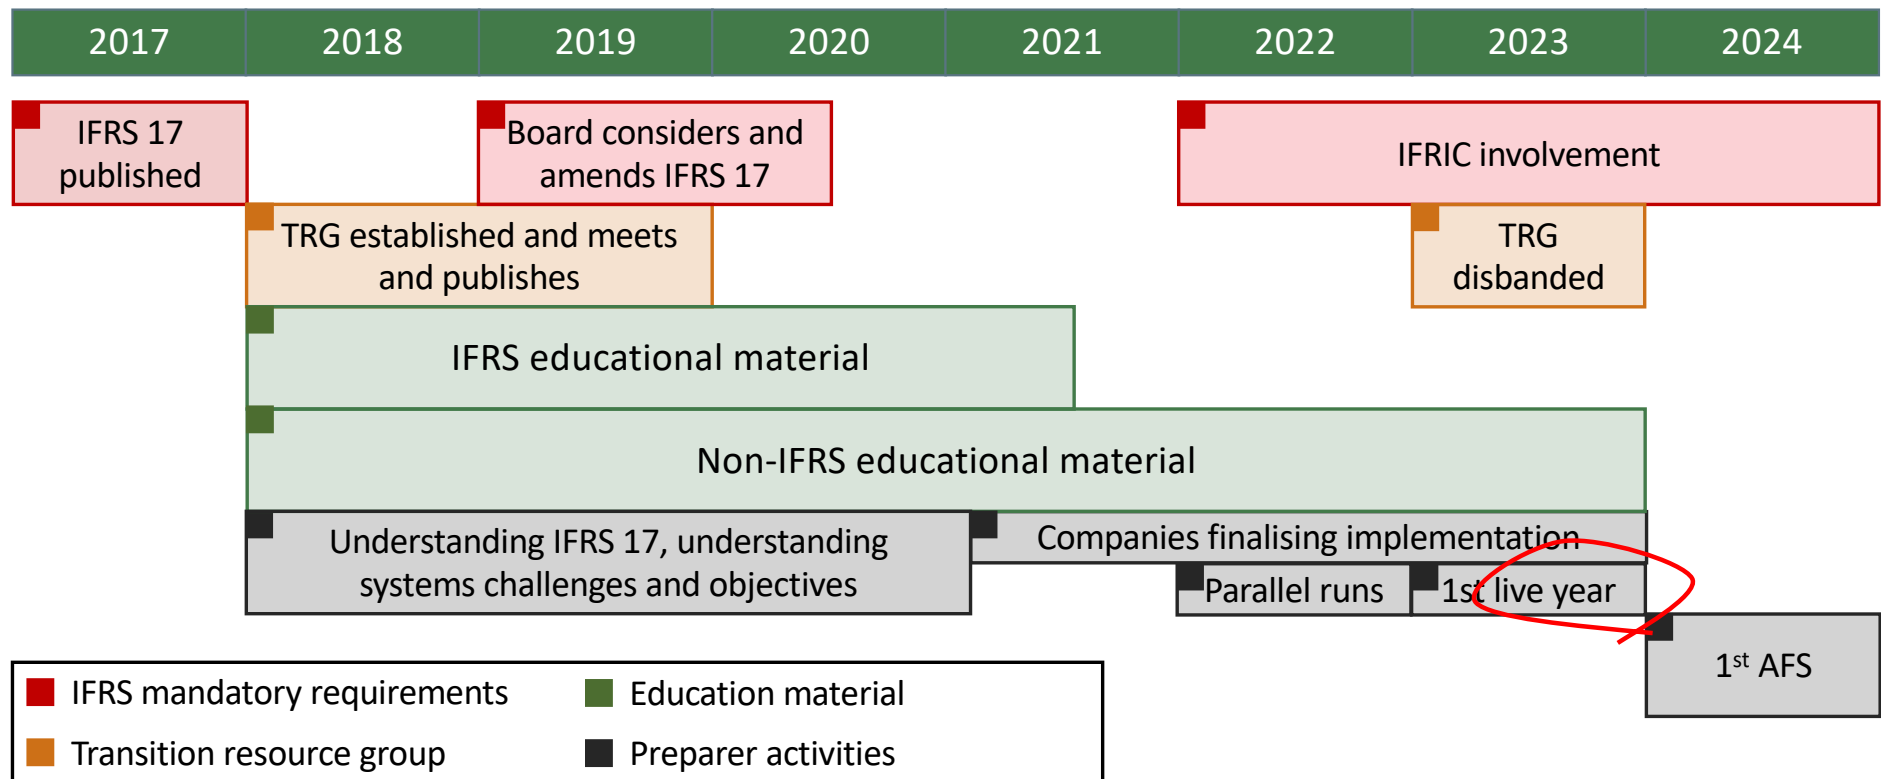 2017 2018 2019 2020 2021 2022 2023 2024
IFRS 17
published
Board considers and
amends IFRS 17
IFRIC involvement
TRG established and meets
and publishes
TRG
disbanded
IFRS educational material
Non-IFRS educational material
Understanding IFRS 17, understanding
systems challenges and objectives
Companies finalising implementation
Parallel runs
1st live year
1st AFS
IFRS mandatory requirements
Education material
Transition resource group
Preparer activities